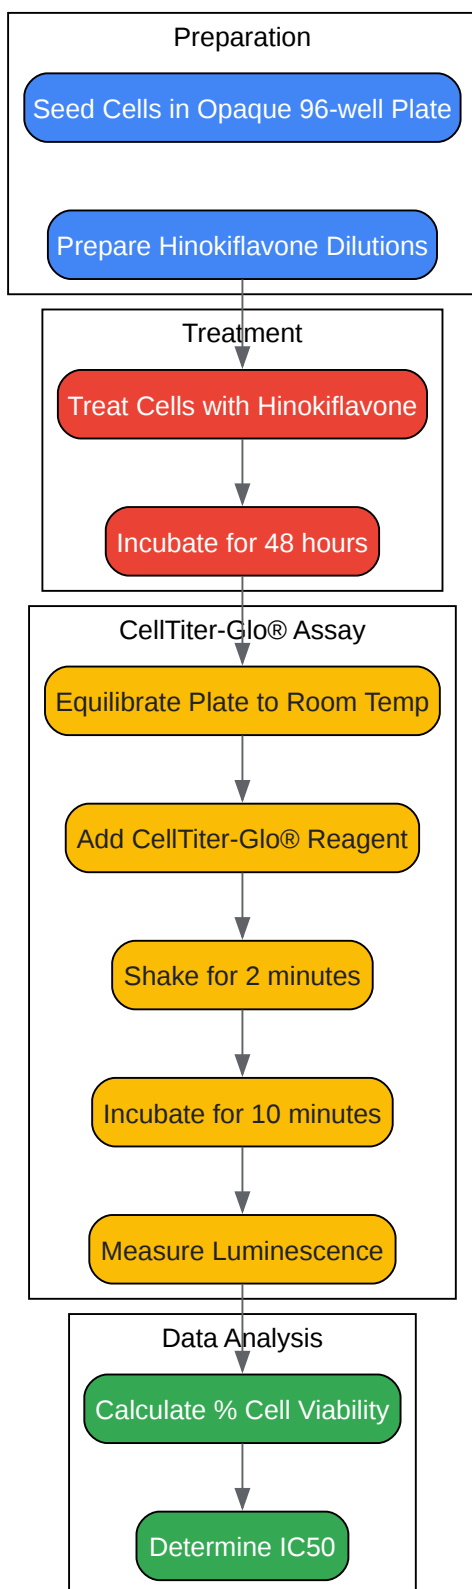 Preparation
Seed Cells in Opaque 96-well Plate
Prepare Hinokiflavone Dilutions
Treatment
Treat Cells with Hinokiflavone
Incubate for 48 hours
CellTiter-Glo® Assay
Equilibrate Plate to Room Temp
Add CellTiter-Glo® Reagent
Shake for 2 minutes
Incubate for 10 minutes
Measure Luminescence
Data Analysis
Calculate % Cell Viability
Determine IC50